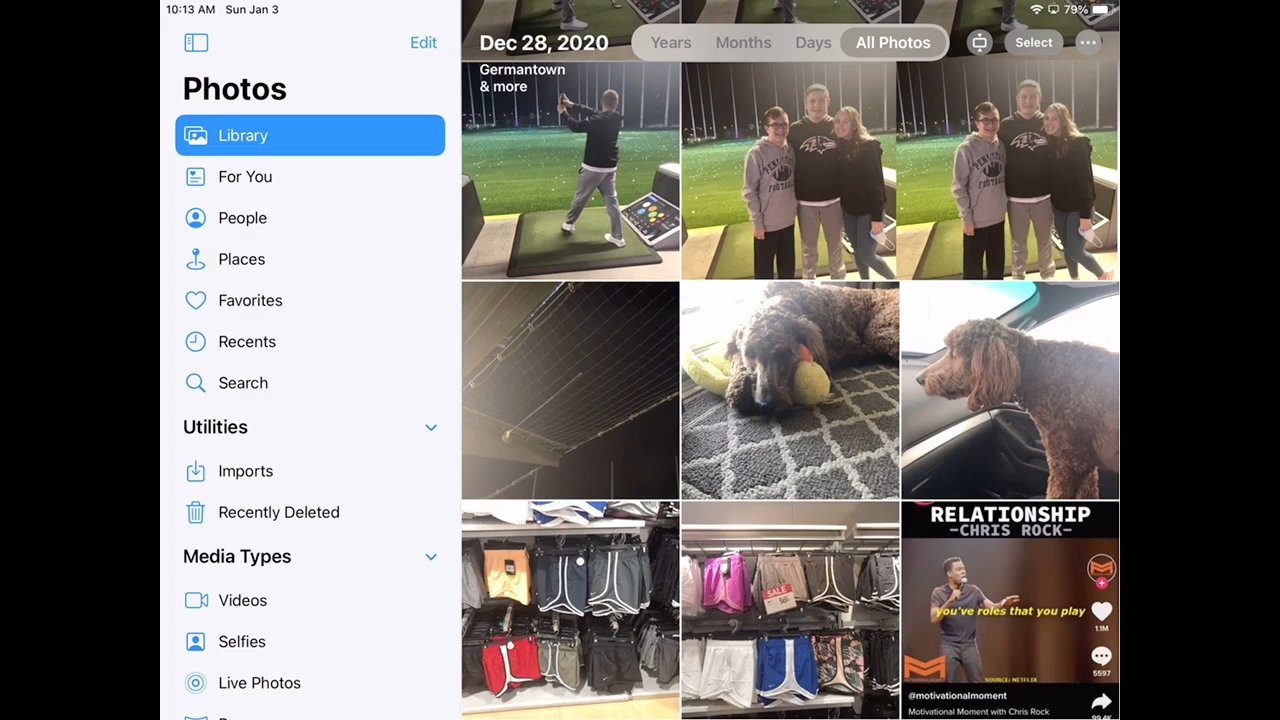 10:13 AM Sun Jan 3
79%
Edit
Photos
Library
For You
People
Places
Favorites
Recents
Search
Utilities
Imports
Recently Deleted
Media Types
Videos
Selfies
Live Photos
Dec 28, 2020
Years Months Days All Photos
Select
Germantown
& more
SALE
RELATIONSHIP
-CHRIS ROCK-
you've roles that you play
1.1M
5597
SOURCE: NETFLIX
@motivationalmoment
Motivational Moment with Chris Rock
99.4K